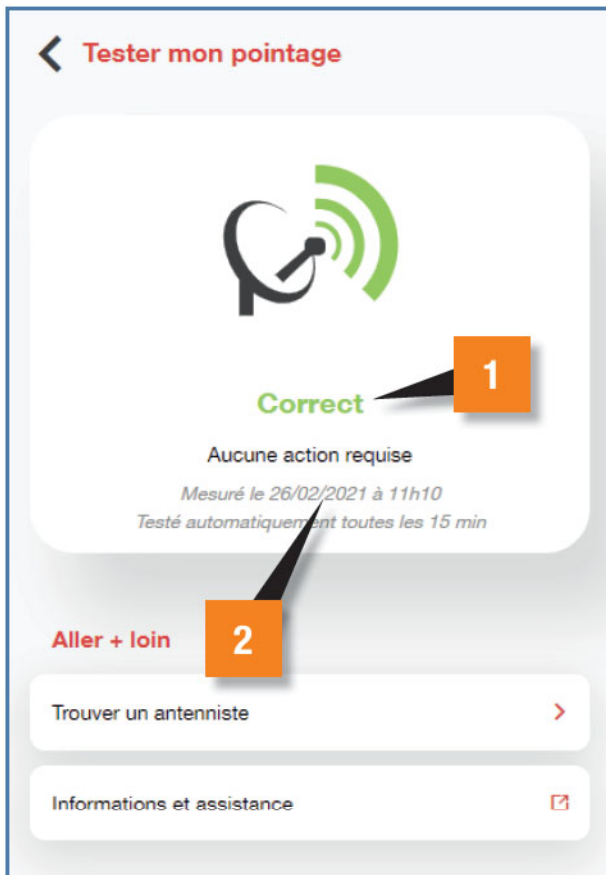 Tester mon pointage
1
Correct
Aucune action requise
Mesuré le 26/02/2021 à 11h10
Testé automatiquement toutes les 15 min
Aller + loin
2
Trouver un antenniste
Informations et assistance